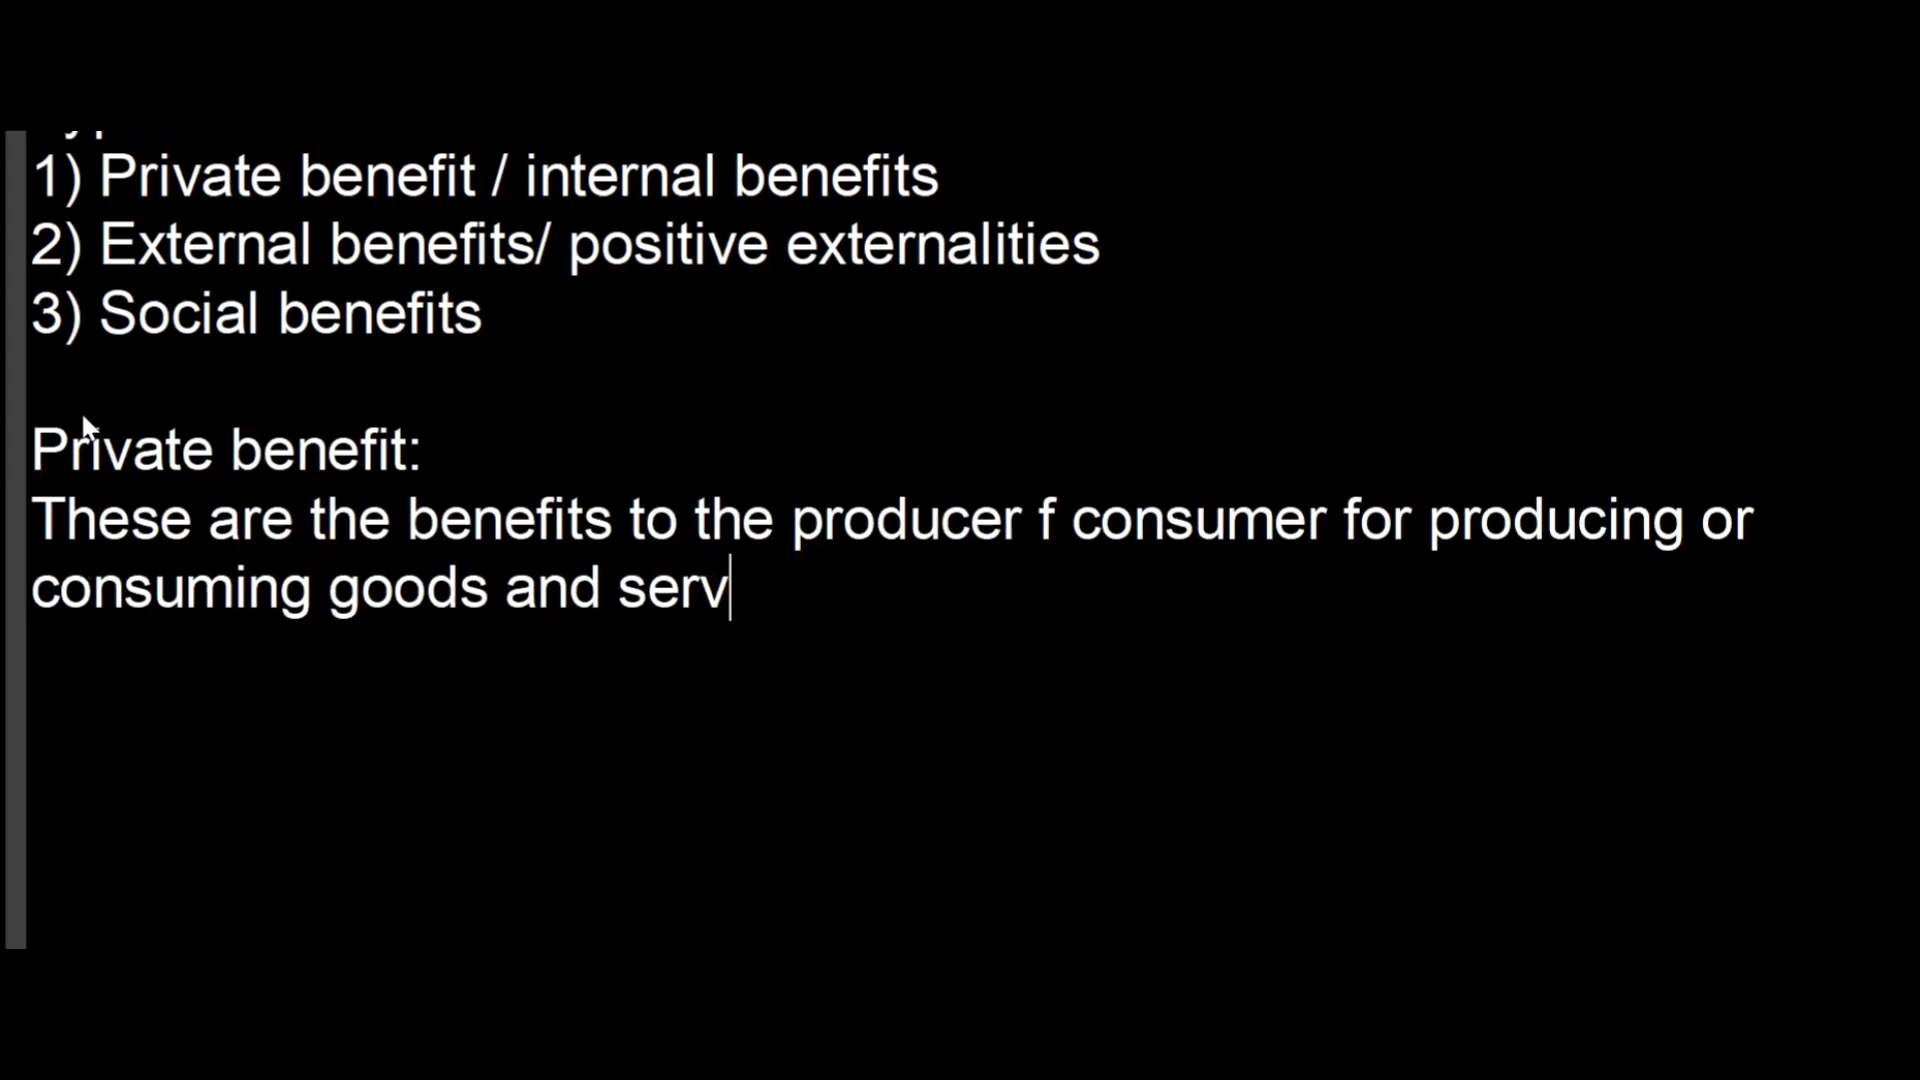 1) Private benefit / internal benefits
2) External benefits/ positive externalities
3) Social benefits
Private benefit:
These are the benefits to the producer f consumer for producing or
consuming goods and serv